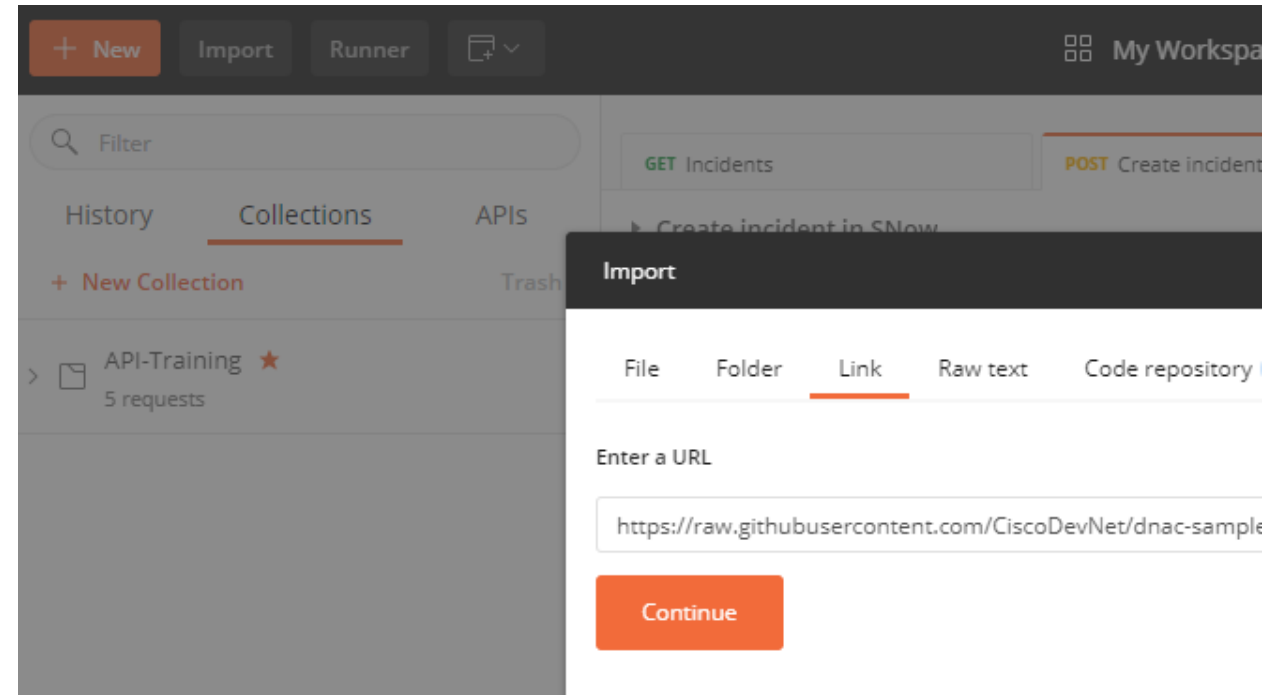 + New Import Runner
My Workspa
Filter
GET Incidents
POST Create incident
History Collections APIs
Create incident in SNow
+ New Collection Trash
Import
API-Training
5 requests
File Folder Link Raw text Code repository
Enter a URL
https://raw.githubusercontent.com/CiscoDevNet/dnac-sample
Continue